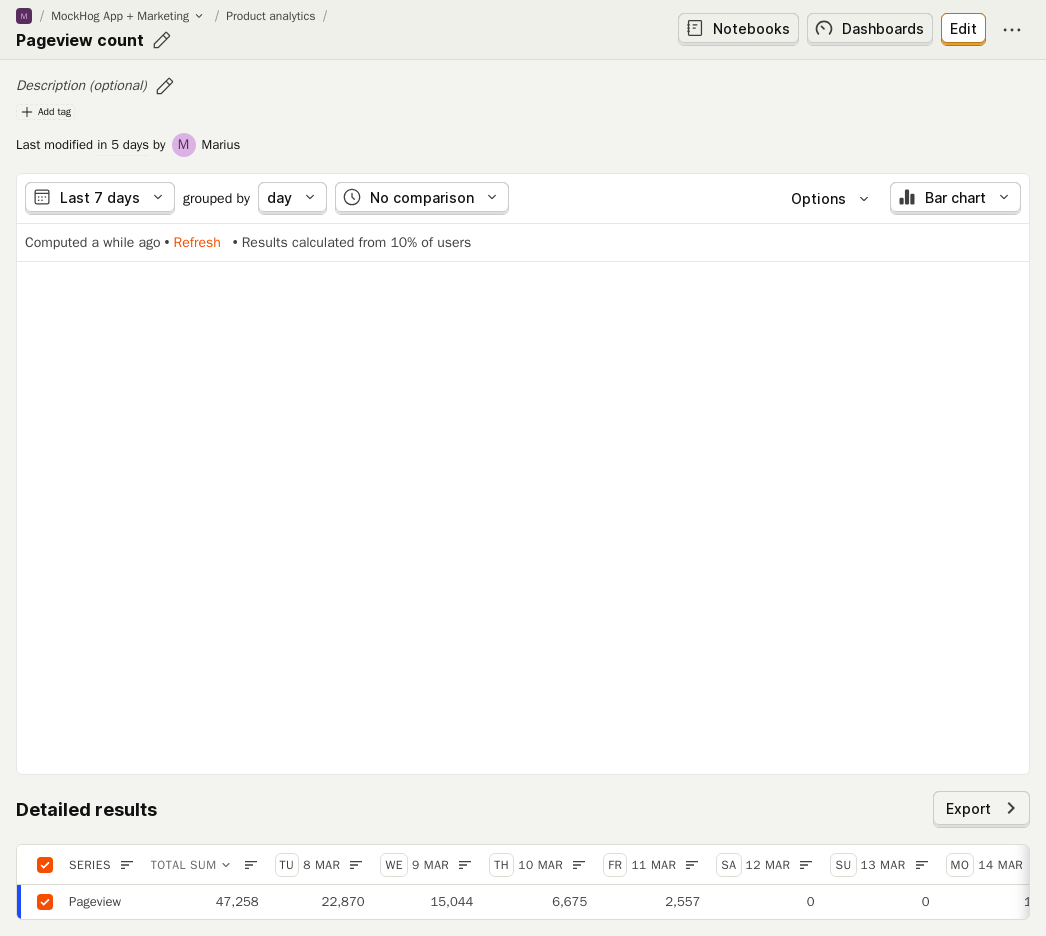 M / MockHog App + Marketing / Product analytics /
Pageview count
Notebooks Dashboards Edit
Description (optional)
Add tag
Last modified in 5 days by M Marius
Last 7 days grouped by day No comparison Options Bar chart
Computed a while ago • Refresh • Results calculated from 10% of users
Detailed results
Export
SERIES TOTAL SUM TU 8 MAR WE 9 MAR TH 10 MAR FR 11 MAR SA 12 MAR SU 13 MAR MO 14 MAR
Pageview 47,258 22,870 15,044 6,675 2,557 0 0